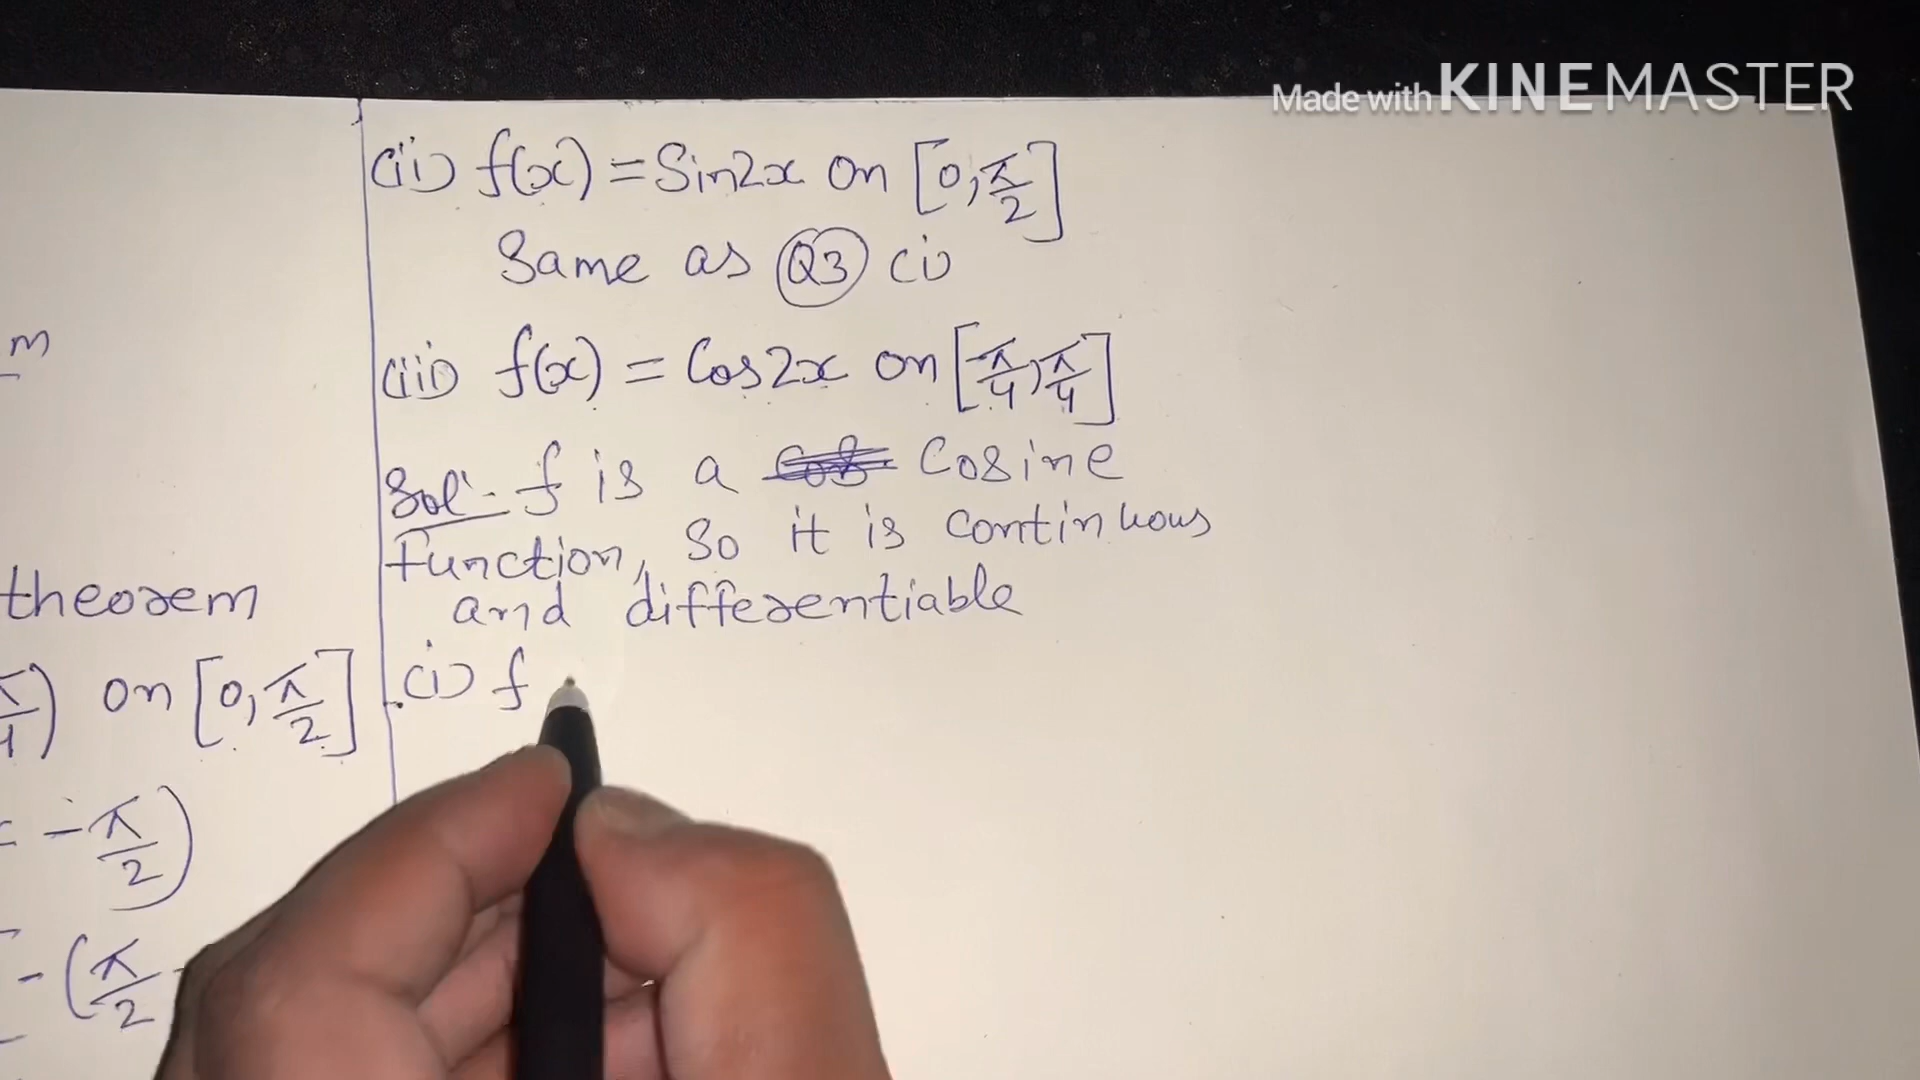 Made with KINEMASTER
m
theorem
π/4) on [0, π/2]
= -π/2)
-(π/2 -
(ii) f(x) = Sin2x on [0, π/2]
Same as Q3 (i)
(iii) f(x) = Cos2x on [-π/4, π/4]
Sol:- f is a Cosine
function, so it is continuous
and differentiable
(i) f